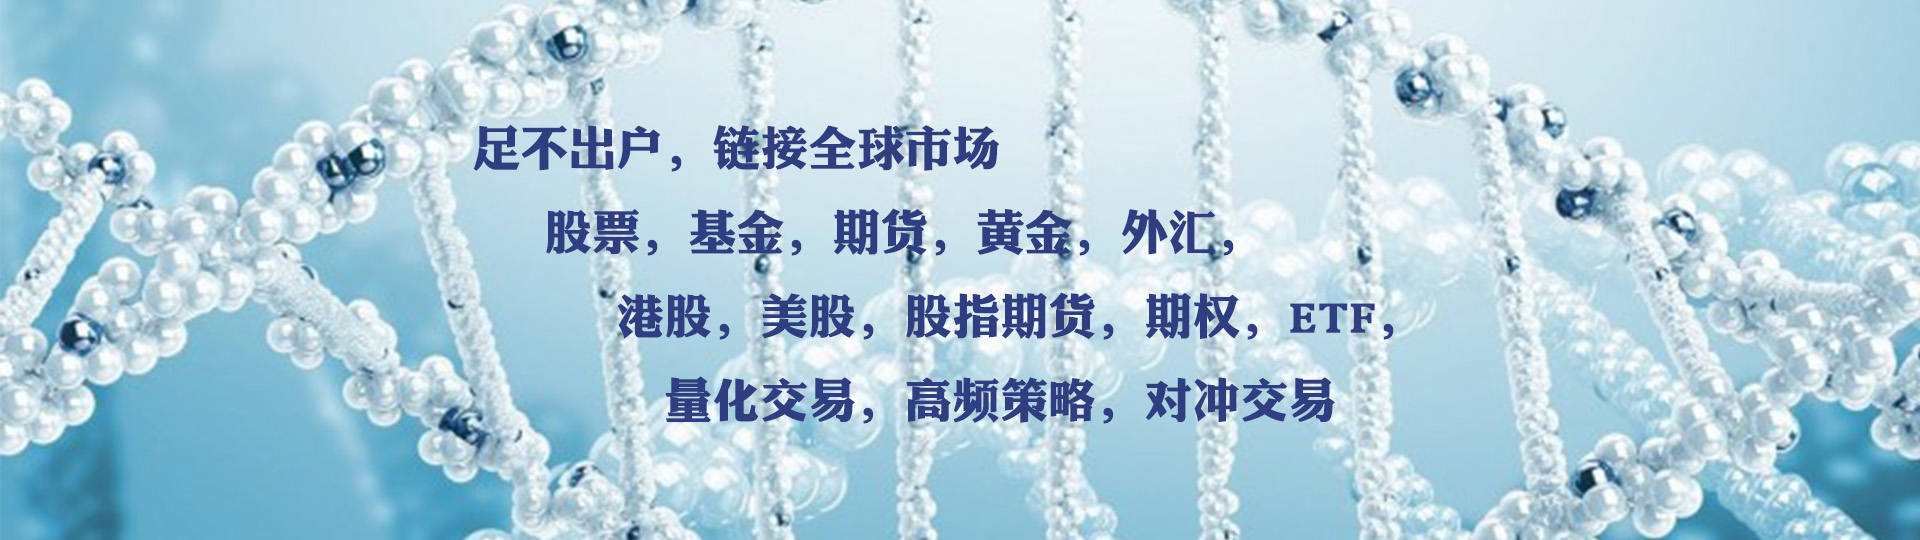 足不出户，链接全球市场
股票，基金，期货，黄金，外汇，
港股，美股，股指期货，期权，ETF，
量化交易，高频策略，对冲交易